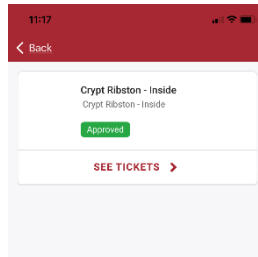 11:17
Back
Crypt Ribston - Inside
Crypt Ribston - Inside
Approved
SEE TICKETS